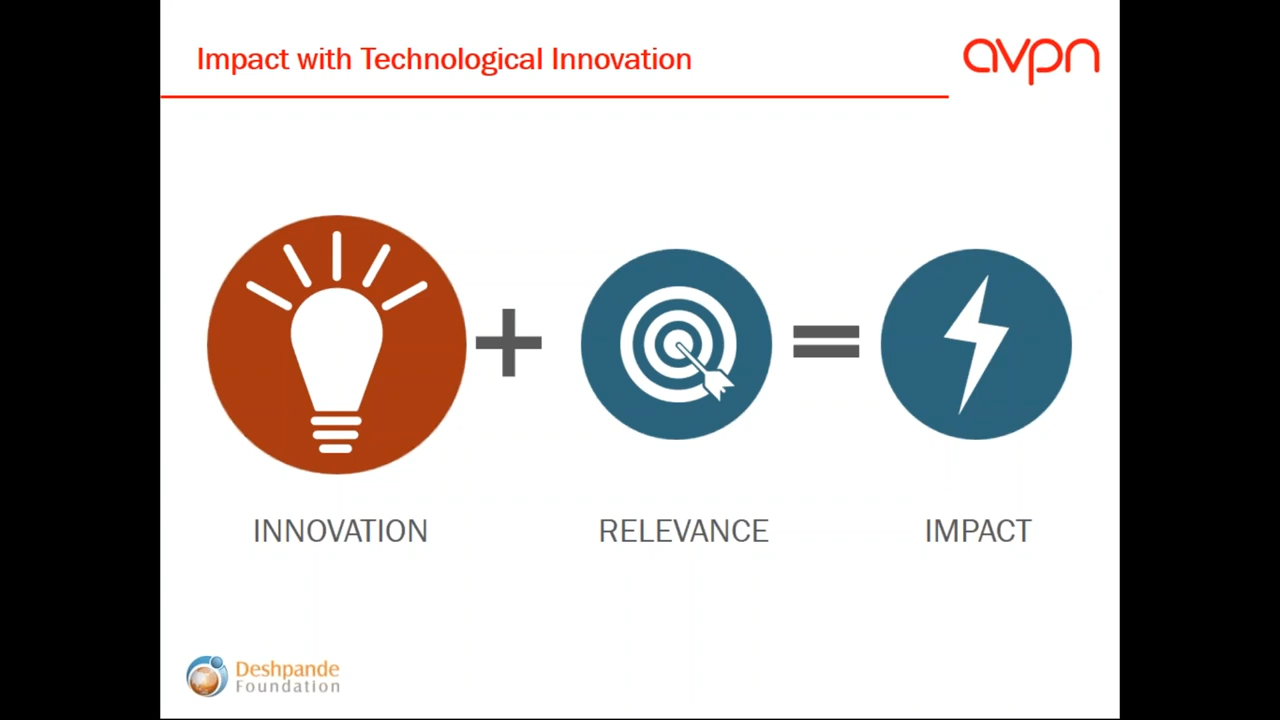 Impact with Technological Innovation
avpn
+
=
INNOVATION
RELEVANCE
IMPACT
Deshpande
Foundation